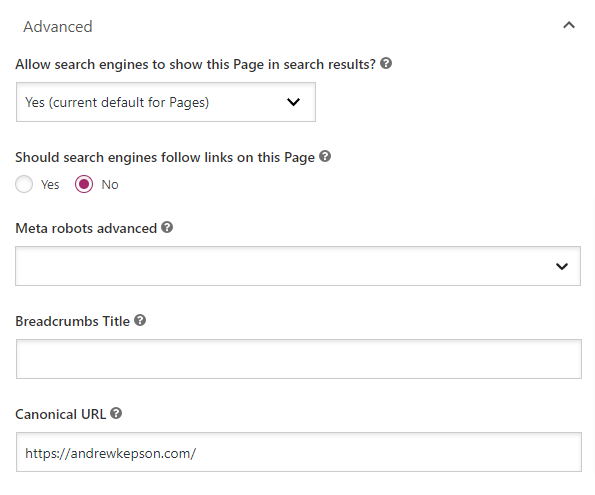 Advanced
Allow search engines to show this Page in search results?
Yes (current default for Pages)
Should search engines follow links on this Page
Yes No
Meta robots advanced
Breadcrumbs Title
Canonical URL
https://andrewkepson.com/